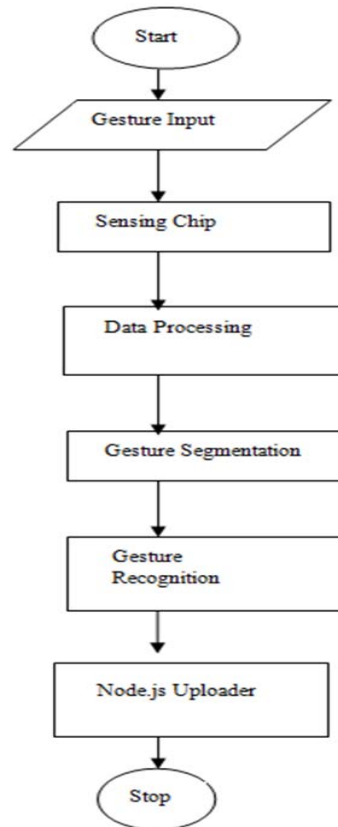 Start
Gesture Input
Sensing Chip
Data Processing
Gesture Segmentation
Gesture
Recognition
Node.js Uploader
Stop